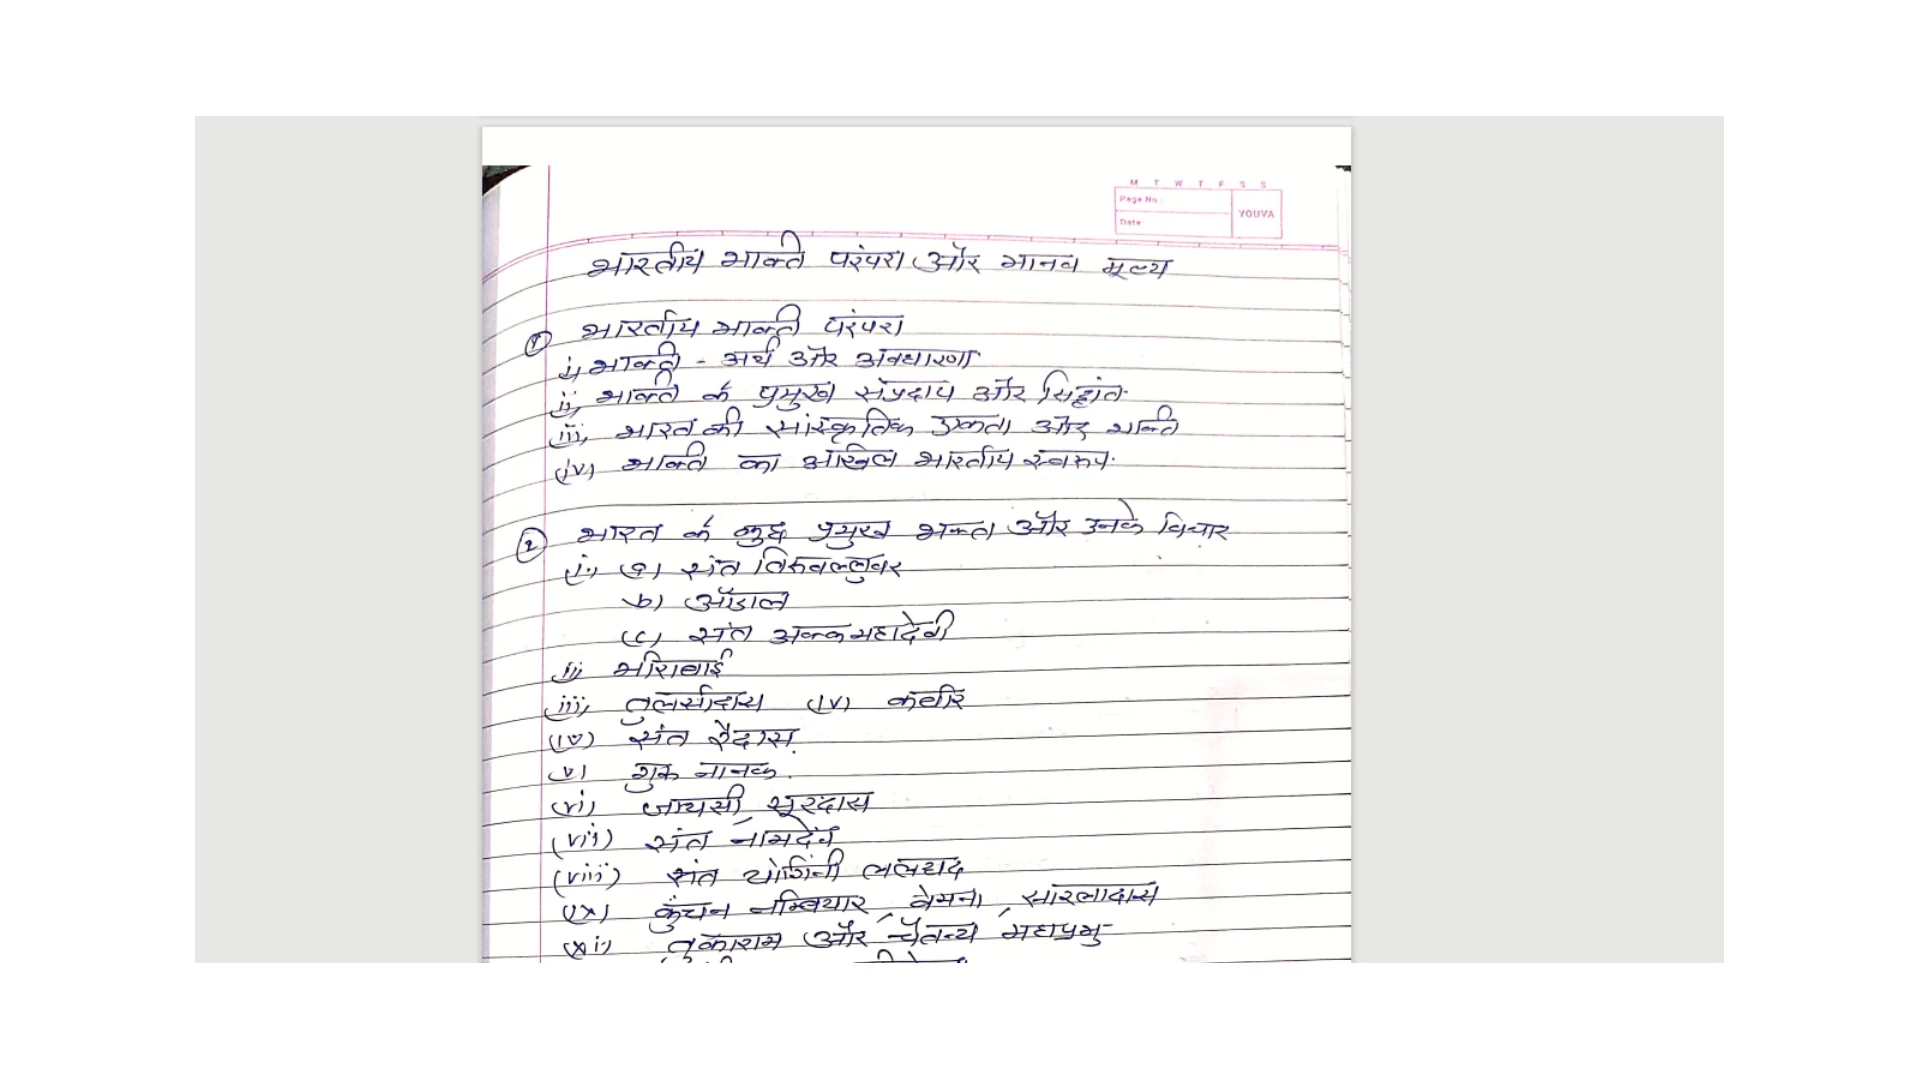 M T W T F S S
Page No.:
YOUVA
Date:
भारतीय भक्ति परंपरा और मानव मूल्य
① भारतीय भक्ति परंपरा
i, भक्ति - अर्थ और अवधारणा
ii, भक्ति के प्रमुख संप्रदाय और सिद्धांत
iii, भारत की सांस्कृतिक एकता और भक्ति
(iv) भक्ति का अखिल भारतीय स्वरूप.
② भारत के कुछ प्रमुख भक्त और उनके विचार
(i) (a) संत तिरुवल्लुवर
b) आंडाल
(c) संत अक्कमहादेवी
ii) मीराबाई
iii, तुलसीदास (iv) कबीर
(iv) संत रैदास.
v) गुरु नानक.
(vi) जायसी, सूरदास
(vii) संत नामदेव
(viii) संत योगिनी ललद्यद
(ix) कुंचन नम्बियार, वेमना, सारलादास
(xi) तुकाराम और चैतन्य महाप्रभु